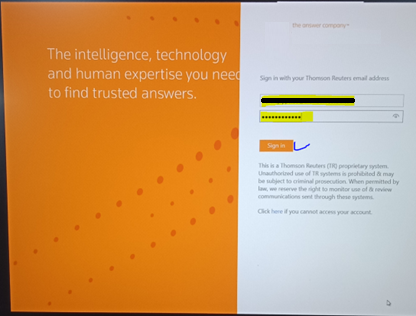 the answer company™
The intelligence, technology
and human expertise you need
to find trusted answers.
Sign in with your Thomson Reuters email address
Sign in
This is a Thomson Reuters (TR) proprietary system.
Unauthorized use of TR systems is prohibited & may
be subject to criminal prosecution. When permitted by
law, we reserve the right to monitor use of & review
communications sent through these systems.
Click here if you cannot access your account.